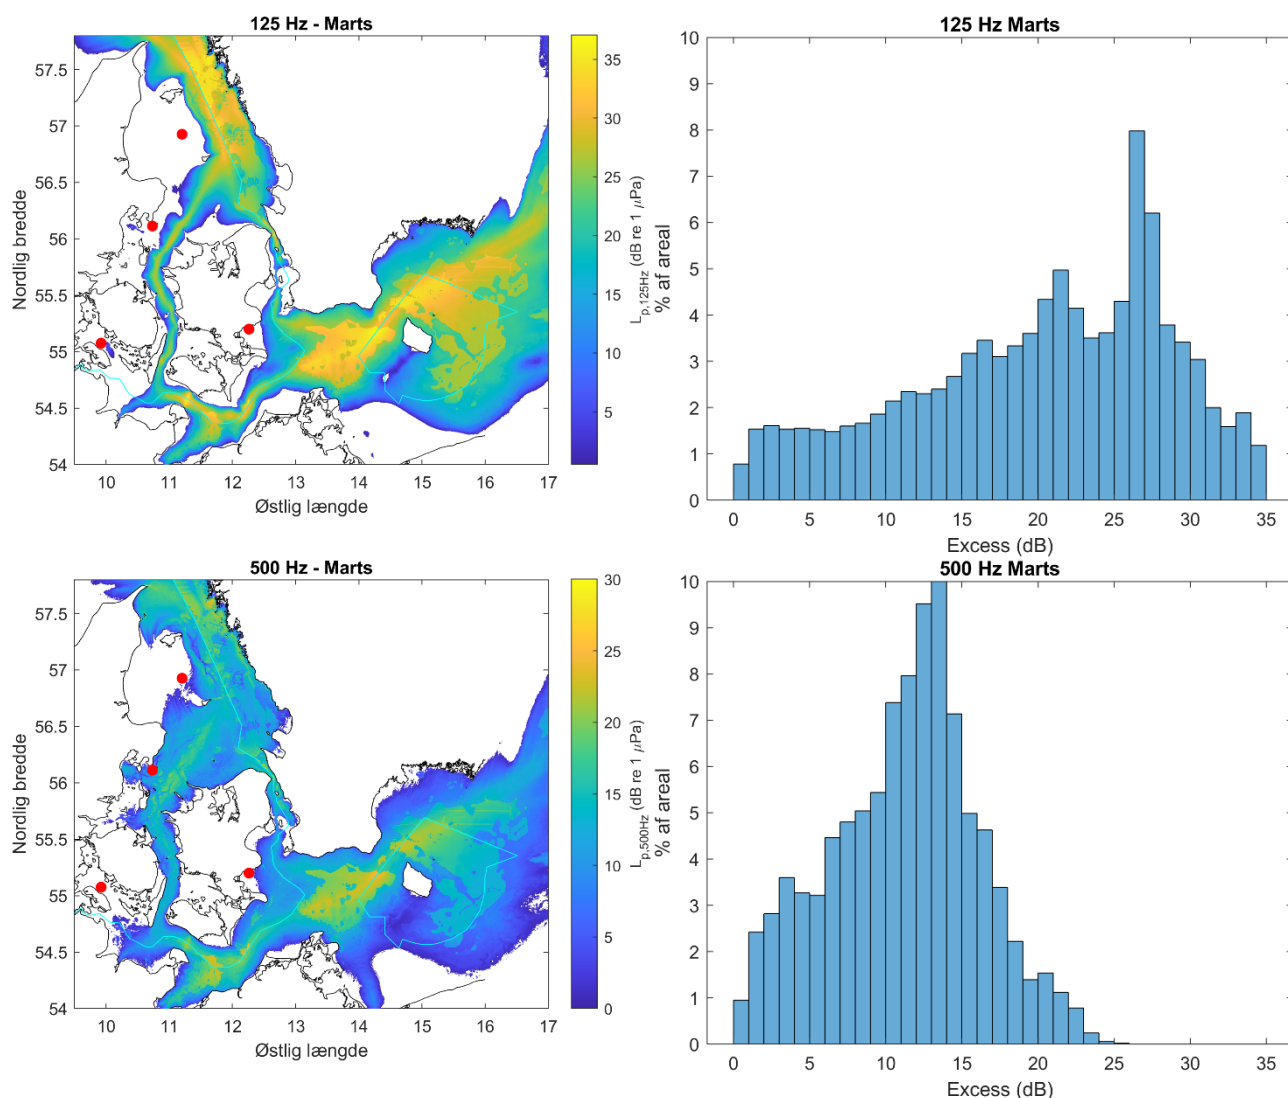 125 Hz - Marts
57.5
57
56.5
56
55.5
55
54.5
54
10 11 12 13 14 15 16 17
Nordlig bredde
Østlig længde
35
30
25
20
15
10
5
L_p,125Hz (dB re 1 μPa)
125 Hz Marts
10
9
8
7
6
5
4
3
2
1
0
0 5 10 15 20 25 30 35
% af areal
Excess (dB)
500 Hz - Marts
57.5
57
56.5
56
55.5
55
54.5
54
10 11 12 13 14 15 16 17
Nordlig bredde
Østlig længde
30
25
20
15
10
5
0
L_p,500Hz (dB re 1 μPa)
500 Hz Marts
10
9
8
7
6
5
4
3
2
1
0
0 5 10 15 20 25 30 35
% af areal
Excess (dB)